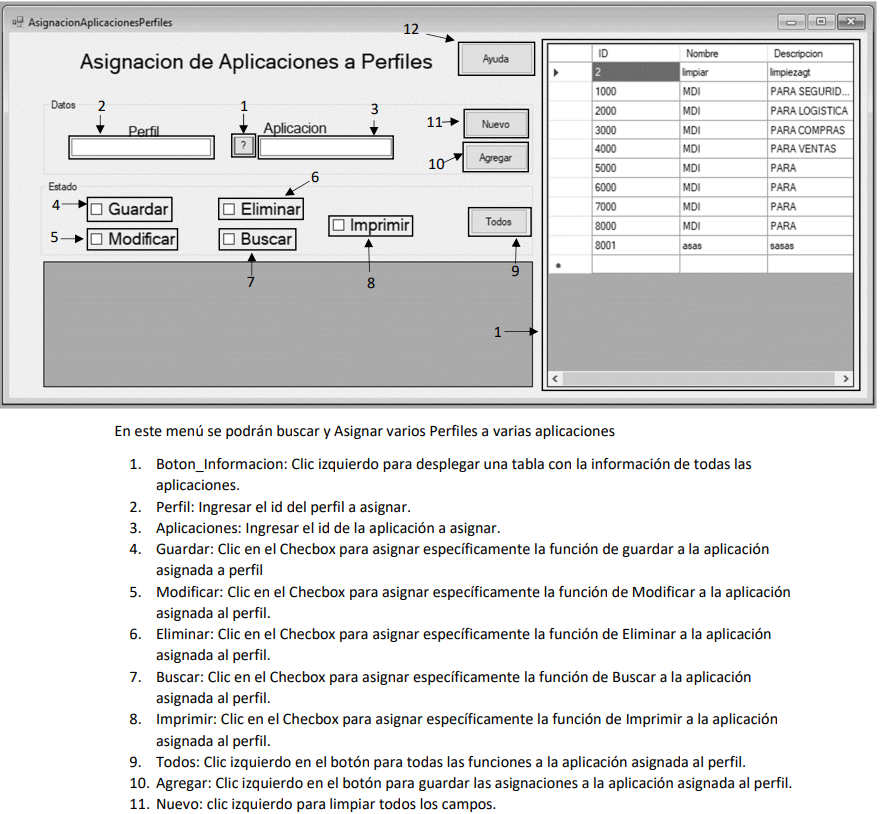 AsignacionAplicacionesPerfiles
12
Asignacion de Aplicaciones a Perfiles
Ayuda
Datos
2
1
3
Perfil
?
Aplicacion
11
Nuevo
10
Agregar
Estado
6
4
Guardar
Eliminar
Imprimir
Todos
5
Modificar
Buscar
7
8
9
1
ID Nombre Descripcion
2 limpiar limpiezagt
1000 MDI PARA SEGURID...
2000 MDI PARA LOGISTICA
3000 MDI PARA COMPRAS
4000 MDI PARA VENTAS
5000 MDI PARA
6000 MDI PARA
7000 MDI PARA
8000 MDI PARA
8001 asas sasas
En este menú se podrán buscar y Asignar varios Perfiles a varias aplicaciones
1. Boton_Informacion: Clic izquierdo para desplegar una tabla con la información de todas las
aplicaciones.
2. Perfil: Ingresar el id del perfil a asignar.
3. Aplicaciones: Ingresar el id de la aplicación a asignar.
4. Guardar: Clic en el Checbox para asignar específicamente la función de guardar a la aplicación
asignada a perfil
5. Modificar: Clic en el Checbox para asignar específicamente la función de Modificar a la aplicación
asignada al perfil.
6. Eliminar: Clic en el Checbox para asignar específicamente la función de Eliminar a la aplicación
asignada al perfil.
7. Buscar: Clic en el Checbox para asignar específicamente la función de Buscar a la aplicación
asignada al perfil.
8. Imprimir: Clic en el Checbox para asignar específicamente la función de Imprimir a la aplicación
asignada al perfil.
9. Todos: Clic izquierdo en el botón para todas las funciones a la aplicación asignada al perfil.
10. Agregar: Clic izquierdo en el botón para guardar las asignaciones a la aplicación asignada al perfil.
11. Nuevo: clic izquierdo para limpiar todos los campos.